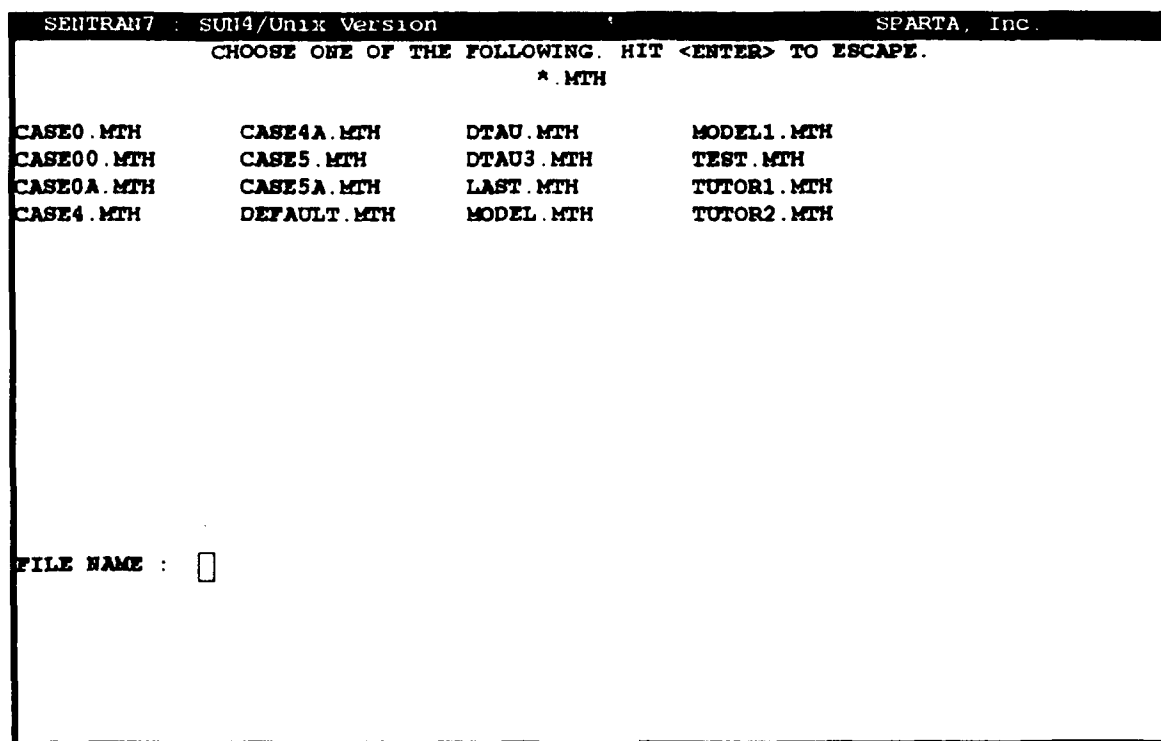 SENTRAN7 : SUN4/Unix Version SPARTA, Inc.
CHOOSE ONE OF THE FOLLOWING. HIT <ENTER> TO ESCAPE.
*.MTH
CASE0.MTH CASE4A.MTH DTAU.MTH MODEL1.MTH
CASE00.MTH CASE5.MTH DTAU3.MTH TEST.MTH
CASE0A.MTH CASE5A.MTH LAST.MTH TUTOR1.MTH
CASE4.MTH DEFAULT.MTH MODEL.MTH TUTOR2.MTH
FILE NAME :